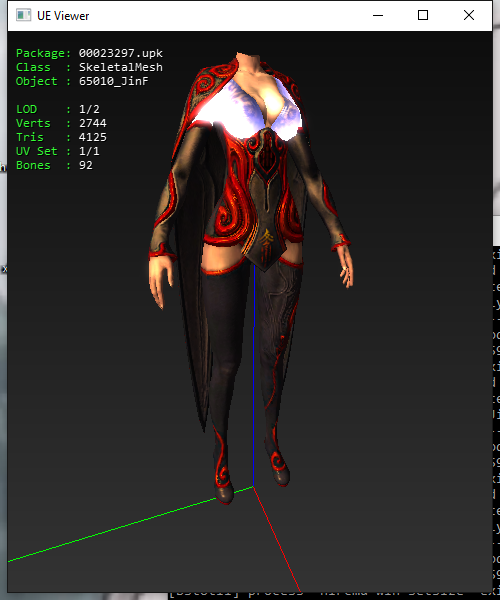 UE Viewer
Package: 00023297.upk
Class : SkeletalMesh
Object : 65010_JinF
LOD : 1/2
Verts : 2744
Tris : 4125
UV Set : 1/1
Bones : 92